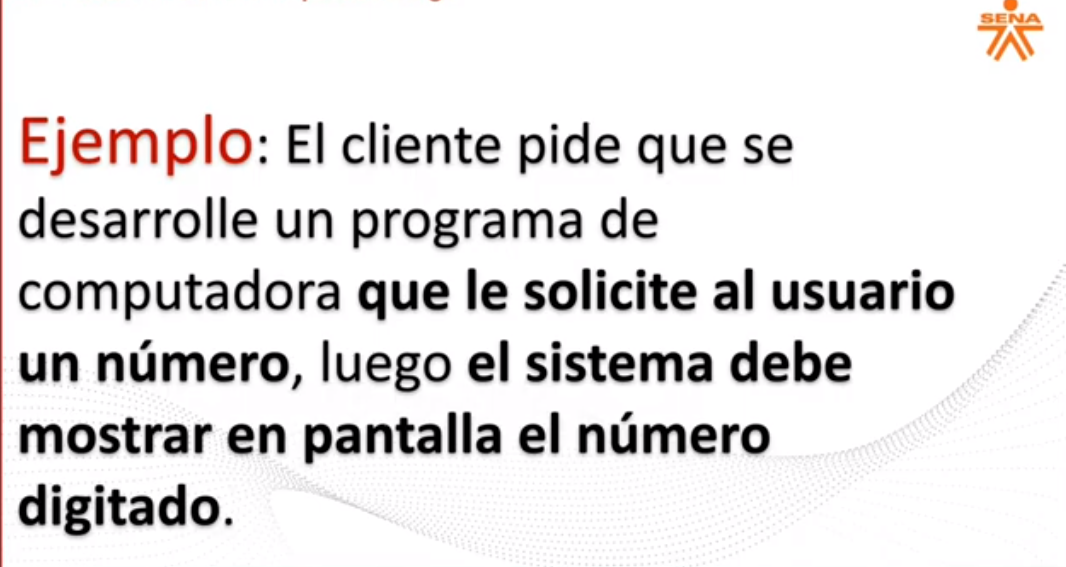 SENA
Ejemplo: El cliente pide que se
desarrolle un programa de
computadora que le solicite al usuario
un número, luego el sistema debe
mostrar en pantalla el número
digitado.